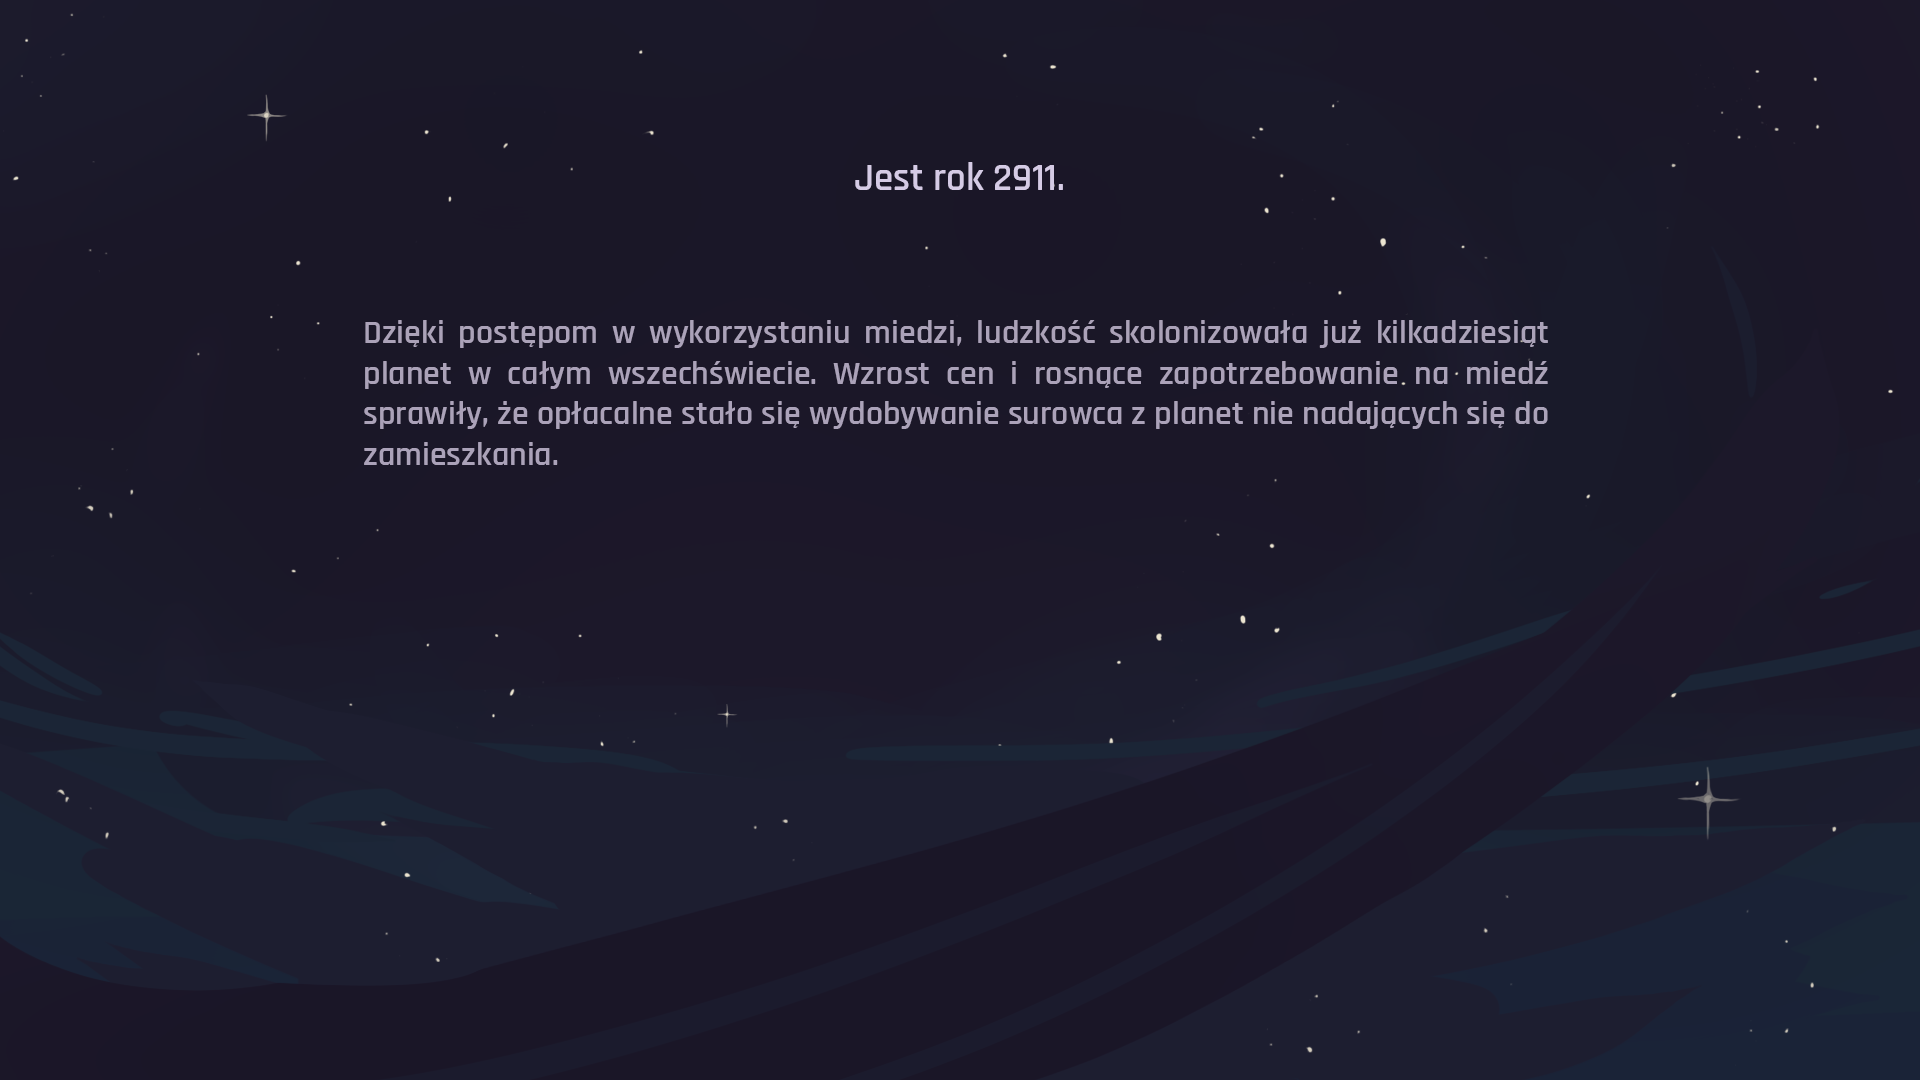 Jest rok 2911.
Dzięki postępom w wykorzystaniu miedzi, ludzkość skolonizowała już kilkadziesiąt
planet w całym wszechświecie. Wzrost cen i rosnące zapotrzebowanie na miedź
sprawiły, że opłacalne stało się wydobywanie surowca z planet nie nadających się do
zamieszkania.